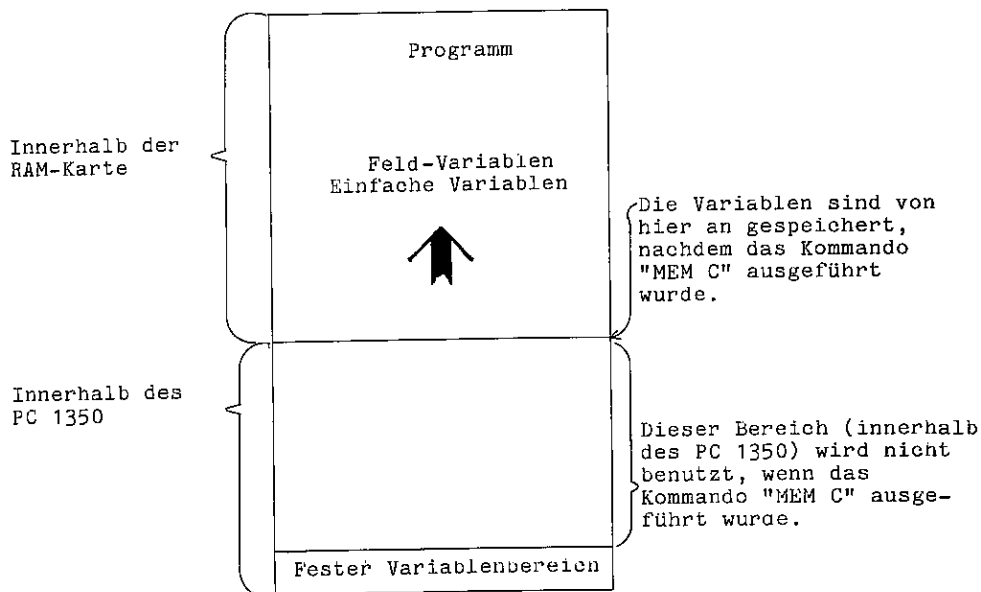 Programm
Innerhalb der
RAM-Karte
Feld-Variablen
Einfache Variablen
Die Variablen sind von
hier an gespeichert,
nachdem das Kommando
"MEM C" ausgeführt
wurde.
Innerhalb des
PC 1350
Dieser Bereich (innerhalb
des PC 1350) wird nicht
benutzt, wenn das
Kommando "MEM C" ausge-
führt wurde.
Fester Variablenbereich